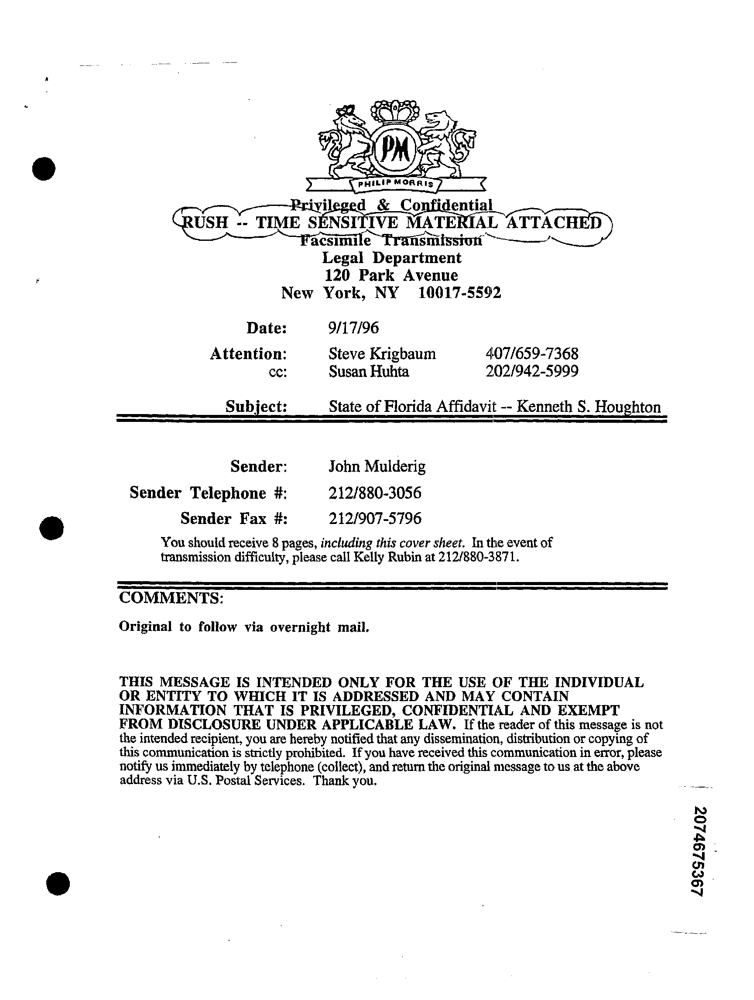 PM
PHILIP MORRIS
Privileged & Confidential
RUSH -- TIME SENSITIVE MATERIAL ATTACHED
Facsimile Transmission
Legal Department
120 Park Avenue
New York, NY 10017-5592
Date: 9/17/96
Attention: Steve Krigbaum 407/659-7368
cc: Susan Huhta 202/942-5999
Subject: State of Florida Affidavit -- Kenneth S. Houghton
Sender: John Mulderig
Sender Telephone #: 212/880-3056
Sender Fax #: 212/907-5796
You should receive 8 pages, including this cover sheet. In the event of
transmission difficulty, please call Kelly Rubin at 212/880-3871.
COMMENTS:
Original to follow via overnight mail.
THIS MESSAGE IS INTENDED ONLY FOR THE USE OF THE INDIVIDUAL
OR ENTITY TO WHICH IT IS ADDRESSED AND MAY CONTAIN
INFORMATION THAT IS PRIVILEGED, CONFIDENTIAL AND EXEMPT
FROM DISCLOSURE UNDER APPLICABLE LAW. If the reader of this message is not
the intended recipient, you are hereby notified that any dissemination, distribution or copying of
this communication is strictly prohibited. If you have received this communication in error, please
notify us immediately by telephone (collect), and return the original message to us at the above
address via U.S. Postal Services. Thank you.
2074675367